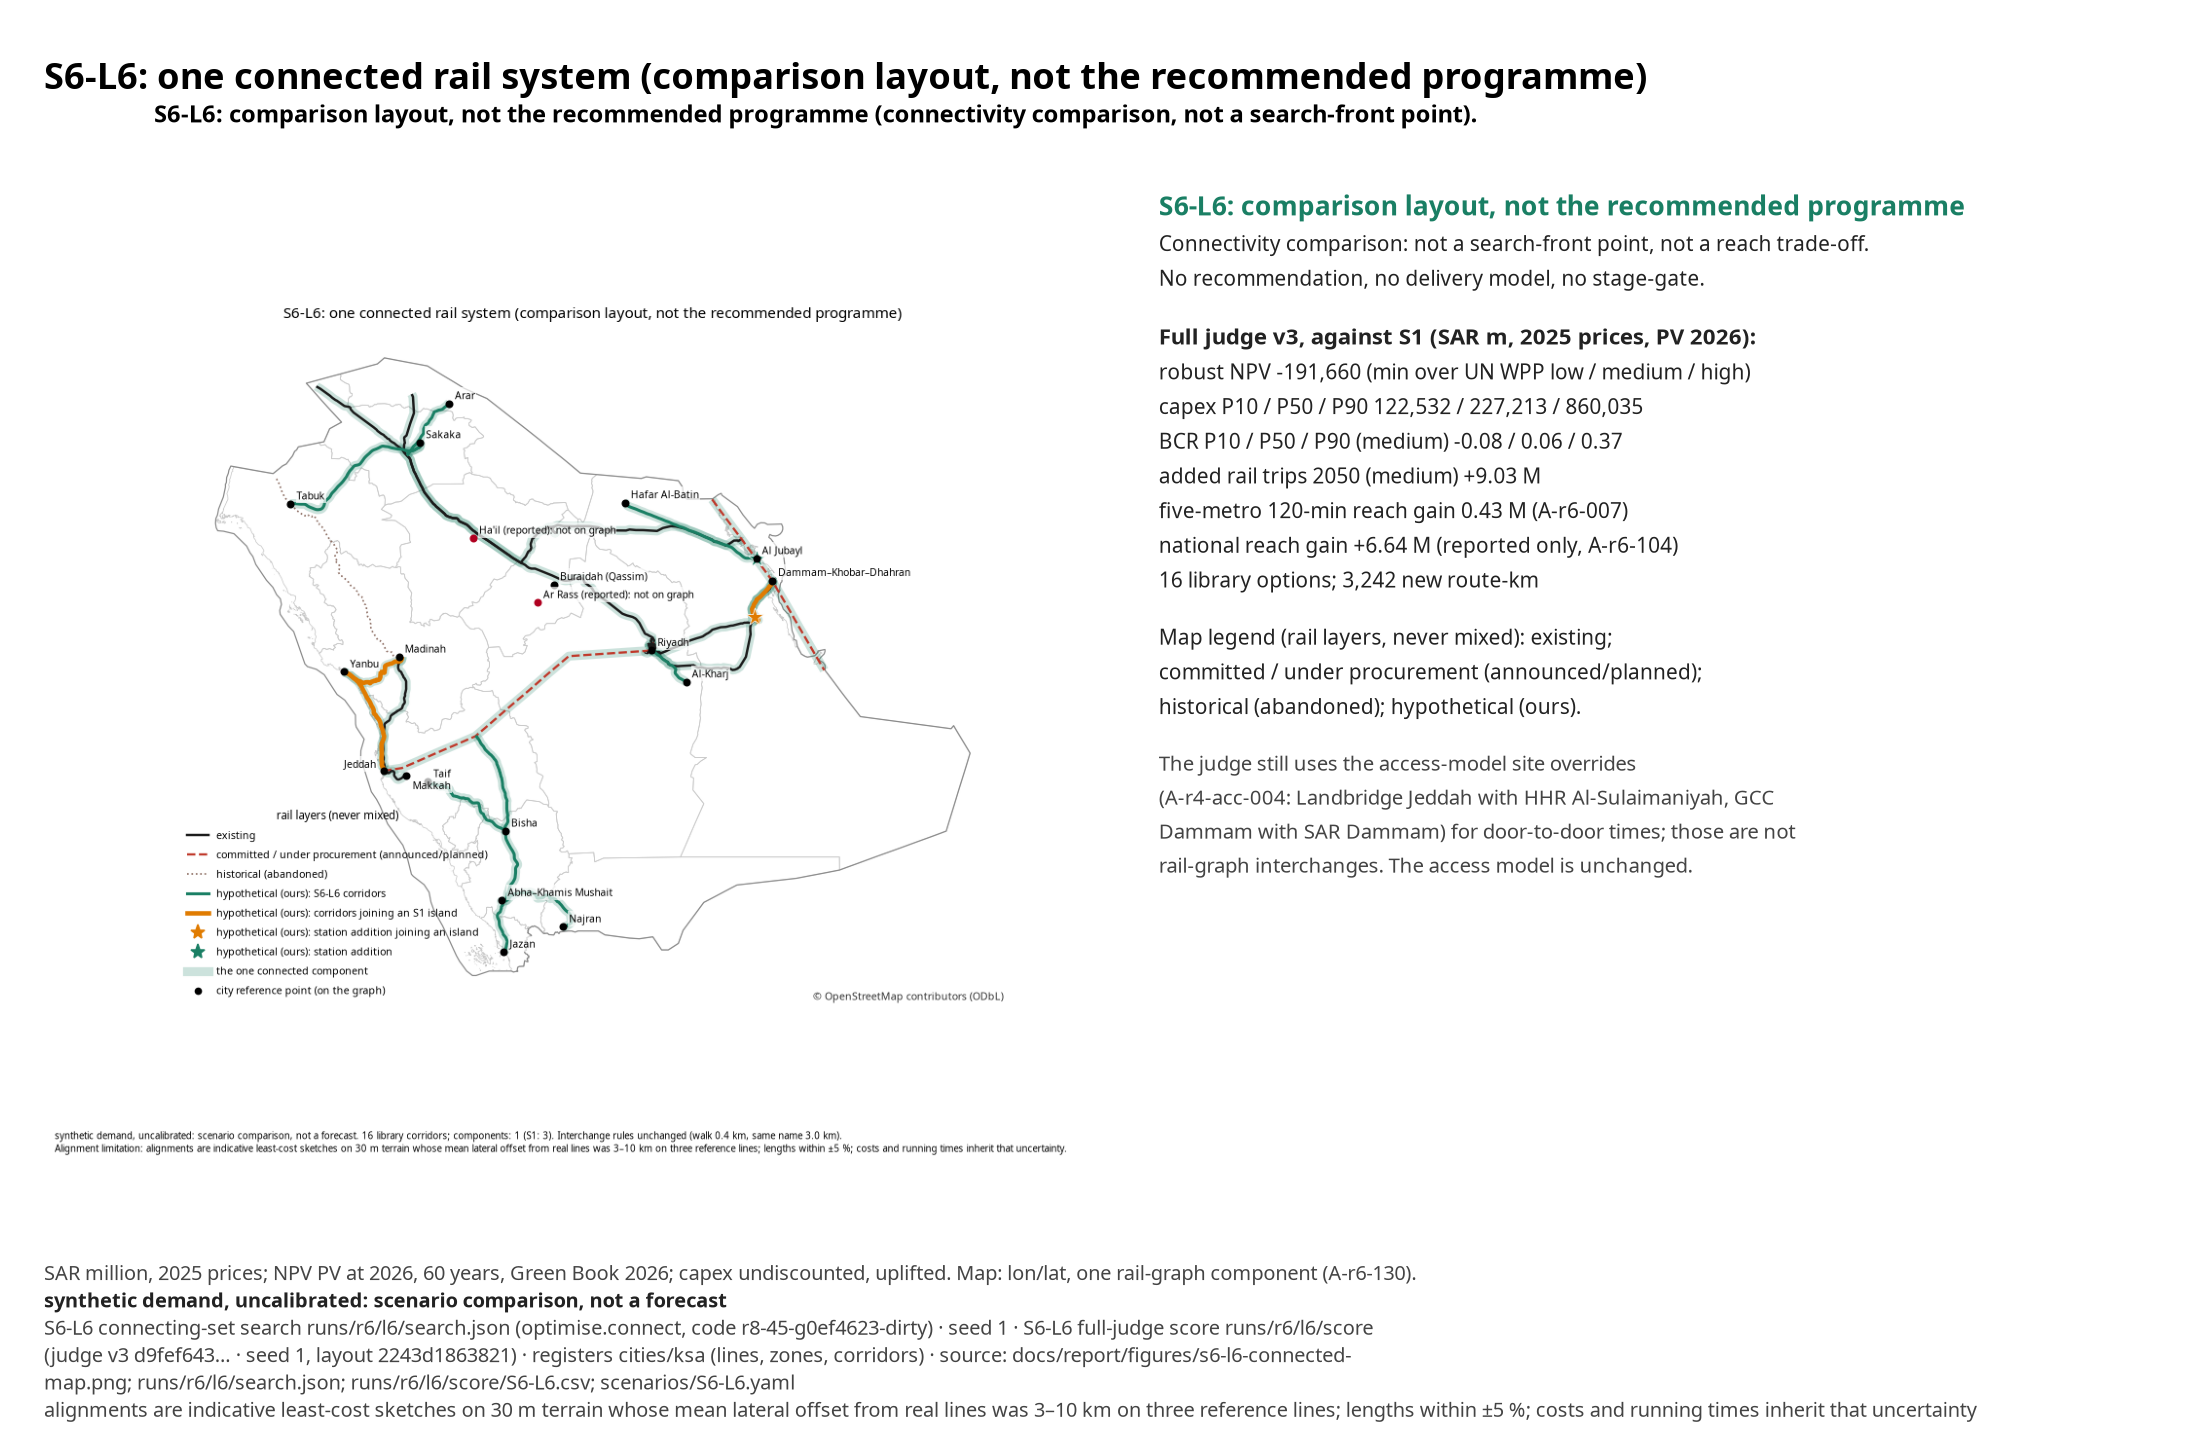 S6-L6: one connected rail system (comparison layout, not the recommended programme)
S6-L6: comparison layout, not the recommended programme (connectivity comparison, not a search-front point).
S6-L6: one connected rail system (comparison layout, not the recommended programme)
Arar
Sakaka
Tabuk
Hafar Al-Batin
Ha'il (reported): not on graph
Al Jubayl
Dammam–Khobar–Dhahran
Buraidah (Qassim)
Ar Rass (reported): not on graph
Riyadh
Madinah
Yanbu
Al-Kharj
Jeddah
Taif
Makkah
Bisha
Abha–Khamis Mushait
Najran
Jazan
rail layers (never mixed)
existing
committed / under procurement (announced/planned)
historical (abandoned)
hypothetical (ours): S6-L6 corridors
hypothetical (ours): corridors joining an S1 island
hypothetical (ours): station addition joining an island
hypothetical (ours): station addition
the one connected component
city reference point (on the graph)
© OpenStreetMap contributors (ODbL)
synthetic demand, uncalibrated: scenario comparison, not a forecast. 16 library corridors; components: 1 (S1: 3). Interchange rules unchanged (walk 0.4 km, same name 3.0 km).
Alignment limitation: alignments are indicative least-cost sketches on 30 m terrain whose mean lateral offset from real lines was 3–10 km on three reference lines; lengths within ±5 %; costs and running times inherit that uncertainty.
S6-L6: comparison layout, not the recommended programme
Connectivity comparison: not a search-front point, not a reach trade-off.
No recommendation, no delivery model, no stage-gate.
Full judge v3, against S1 (SAR m, 2025 prices, PV 2026):
robust NPV -191,660 (min over UN WPP low / medium / high)
capex P10 / P50 / P90 122,532 / 227,213 / 860,035
BCR P10 / P50 / P90 (medium) -0.08 / 0.06 / 0.37
added rail trips 2050 (medium) +9.03 M
five-metro 120-min reach gain 0.43 M (A-r6-007)
national reach gain +6.64 M (reported only, A-r6-104)
16 library options; 3,242 new route-km
Map legend (rail layers, never mixed): existing;
committed / under procurement (announced/planned);
historical (abandoned); hypothetical (ours).
The judge still uses the access-model site overrides
(A-r4-acc-004: Landbridge Jeddah with HHR Al-Sulaimaniyah, GCC
Dammam with SAR Dammam) for door-to-door times; those are not
rail-graph interchanges. The access model is unchanged.
SAR million, 2025 prices; NPV PV at 2026, 60 years, Green Book 2026; capex undiscounted, uplifted. Map: lon/lat, one rail-graph component (A-r6-130).
synthetic demand, uncalibrated: scenario comparison, not a forecast
S6-L6 connecting-set search runs/r6/l6/search.json (optimise.connect, code r8-45-g0ef4623-dirty) · seed 1 · S6-L6 full-judge score runs/r6/l6/score
(judge v3 d9fef643… · seed 1, layout 2243d1863821) · registers cities/ksa (lines, zones, corridors) · source: docs/report/figures/s6-l6-connected-
map.png; runs/r6/l6/search.json; runs/r6/l6/score/S6-L6.csv; scenarios/S6-L6.yaml
alignments are indicative least-cost sketches on 30 m terrain whose mean lateral offset from real lines was 3–10 km on three reference lines; lengths within ±5 %; costs and running times inherit that uncertainty